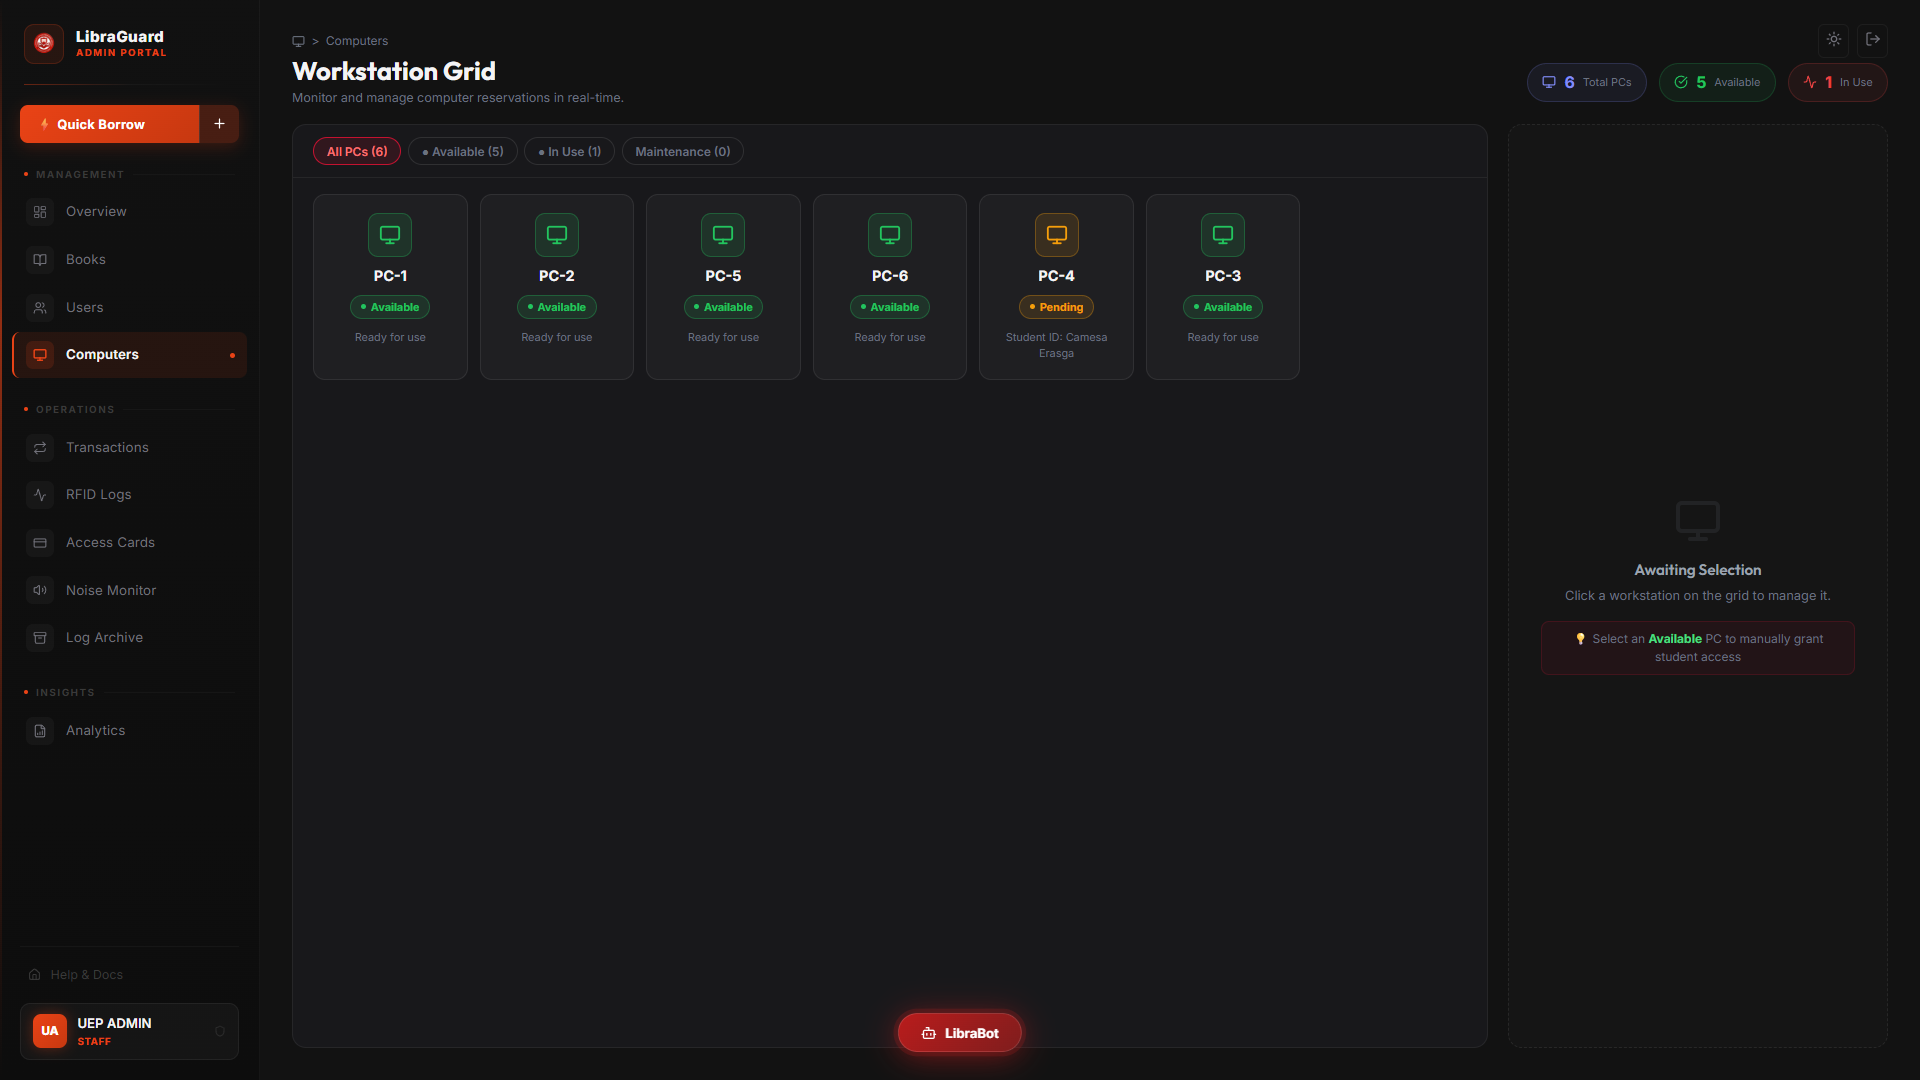 LibraGuard
ADMIN PORTAL
Quick Borrow
+
MANAGEMENT
Overview
Books
Users
Computers
OPERATIONS
Transactions
RFID Logs
Access Cards
Noise Monitor
Log Archive
INSIGHTS
Analytics
Help & Docs
UA
UEP ADMIN
STAFF
> Computers
Workstation Grid
Monitor and manage computer reservations in real-time.
6 Total PCs
5 Available
1 In Use
All PCs (6)
● Available (5)
● In Use (1)
Maintenance (0)
PC-1
Available
Ready for use
PC-2
Available
Ready for use
PC-5
Available
Ready for use
PC-6
Available
Ready for use
PC-4
Pending
Student ID: Camesa
Erasga
PC-3
Available
Ready for use
Awaiting Selection
Click a workstation on the grid to manage it.
💡 Select an Available PC to manually grant
student access
LibraBot